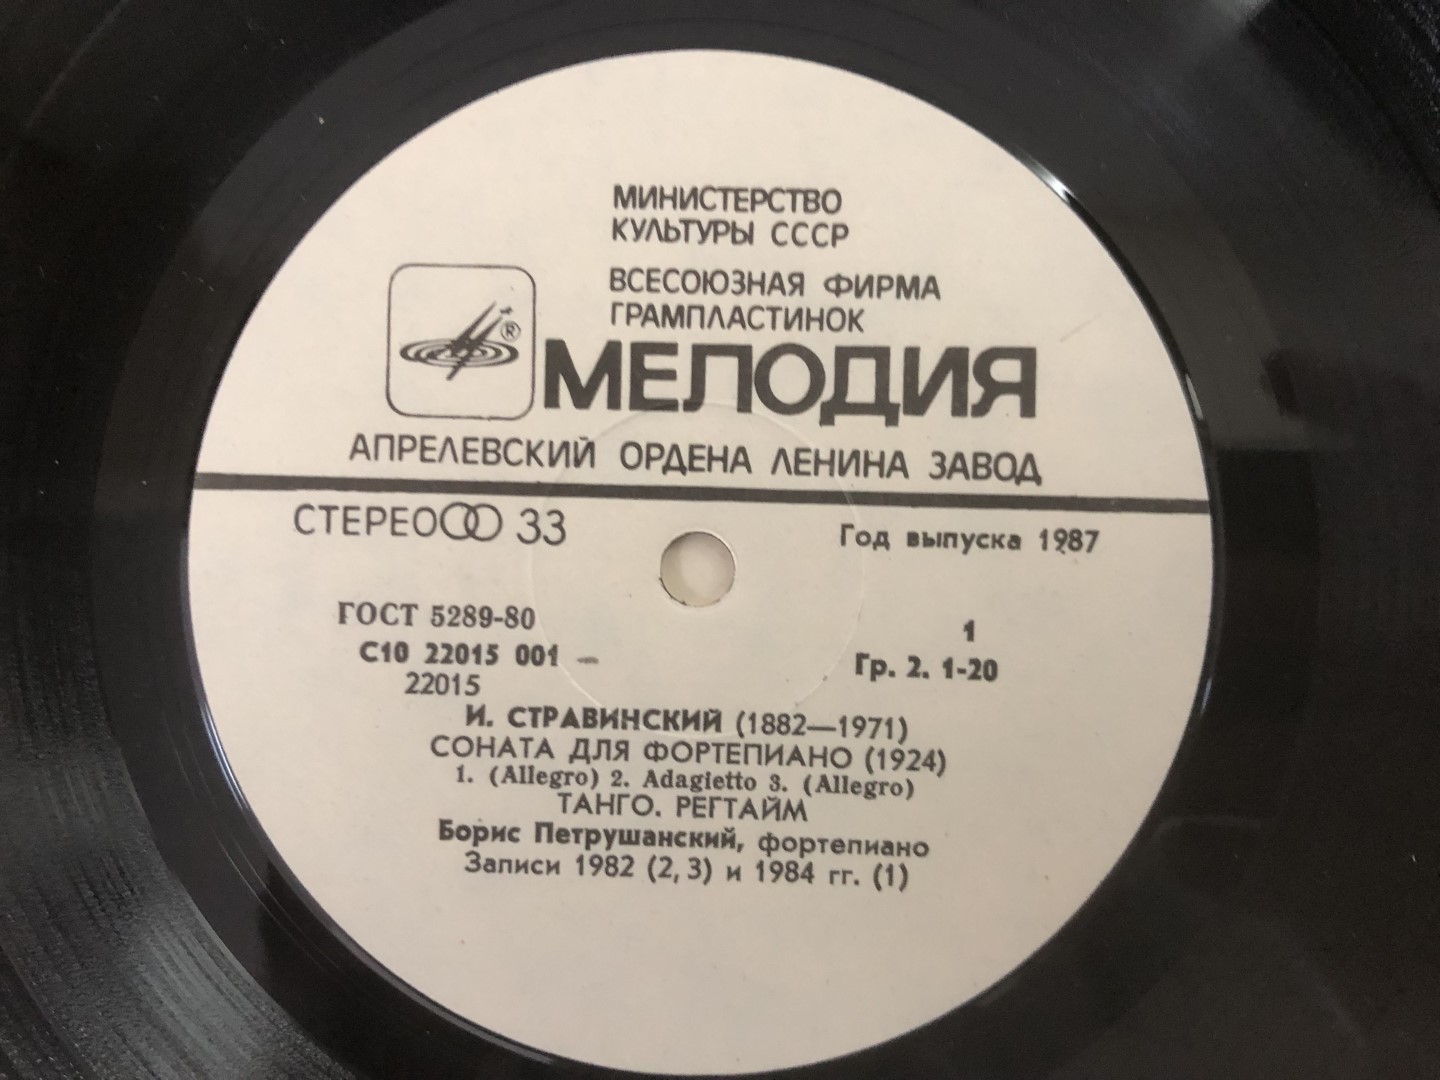 МИНИСТЕРСТВО
КУЛЬТУРЫ СССР
ВСЕСОЮЗНАЯ ФИРМА
ГРАМПЛАСТИНОК
®
МЕЛОДИЯ
АПРЕЛЕВСКИЙ ОРДЕНА ЛЕНИНА ЗАВОД
СТЕРЕО 33
Год выпуска 1987
ГОСТ 5289-80
С10 22015 001 –
22015
1
Гр. 2. 1-20
И. СТРАВИНСКИЙ (1882—1971)
СОНАТА ДЛЯ ФОРТЕПИАНО (1924)
1. (Allegro) 2. Adagietto 3. (Allegro)
ТАНГО. РЕГТАЙМ
Борис Петрушанский, фортепиано
Записи 1982 (2, 3) и 1984 гг. (1)